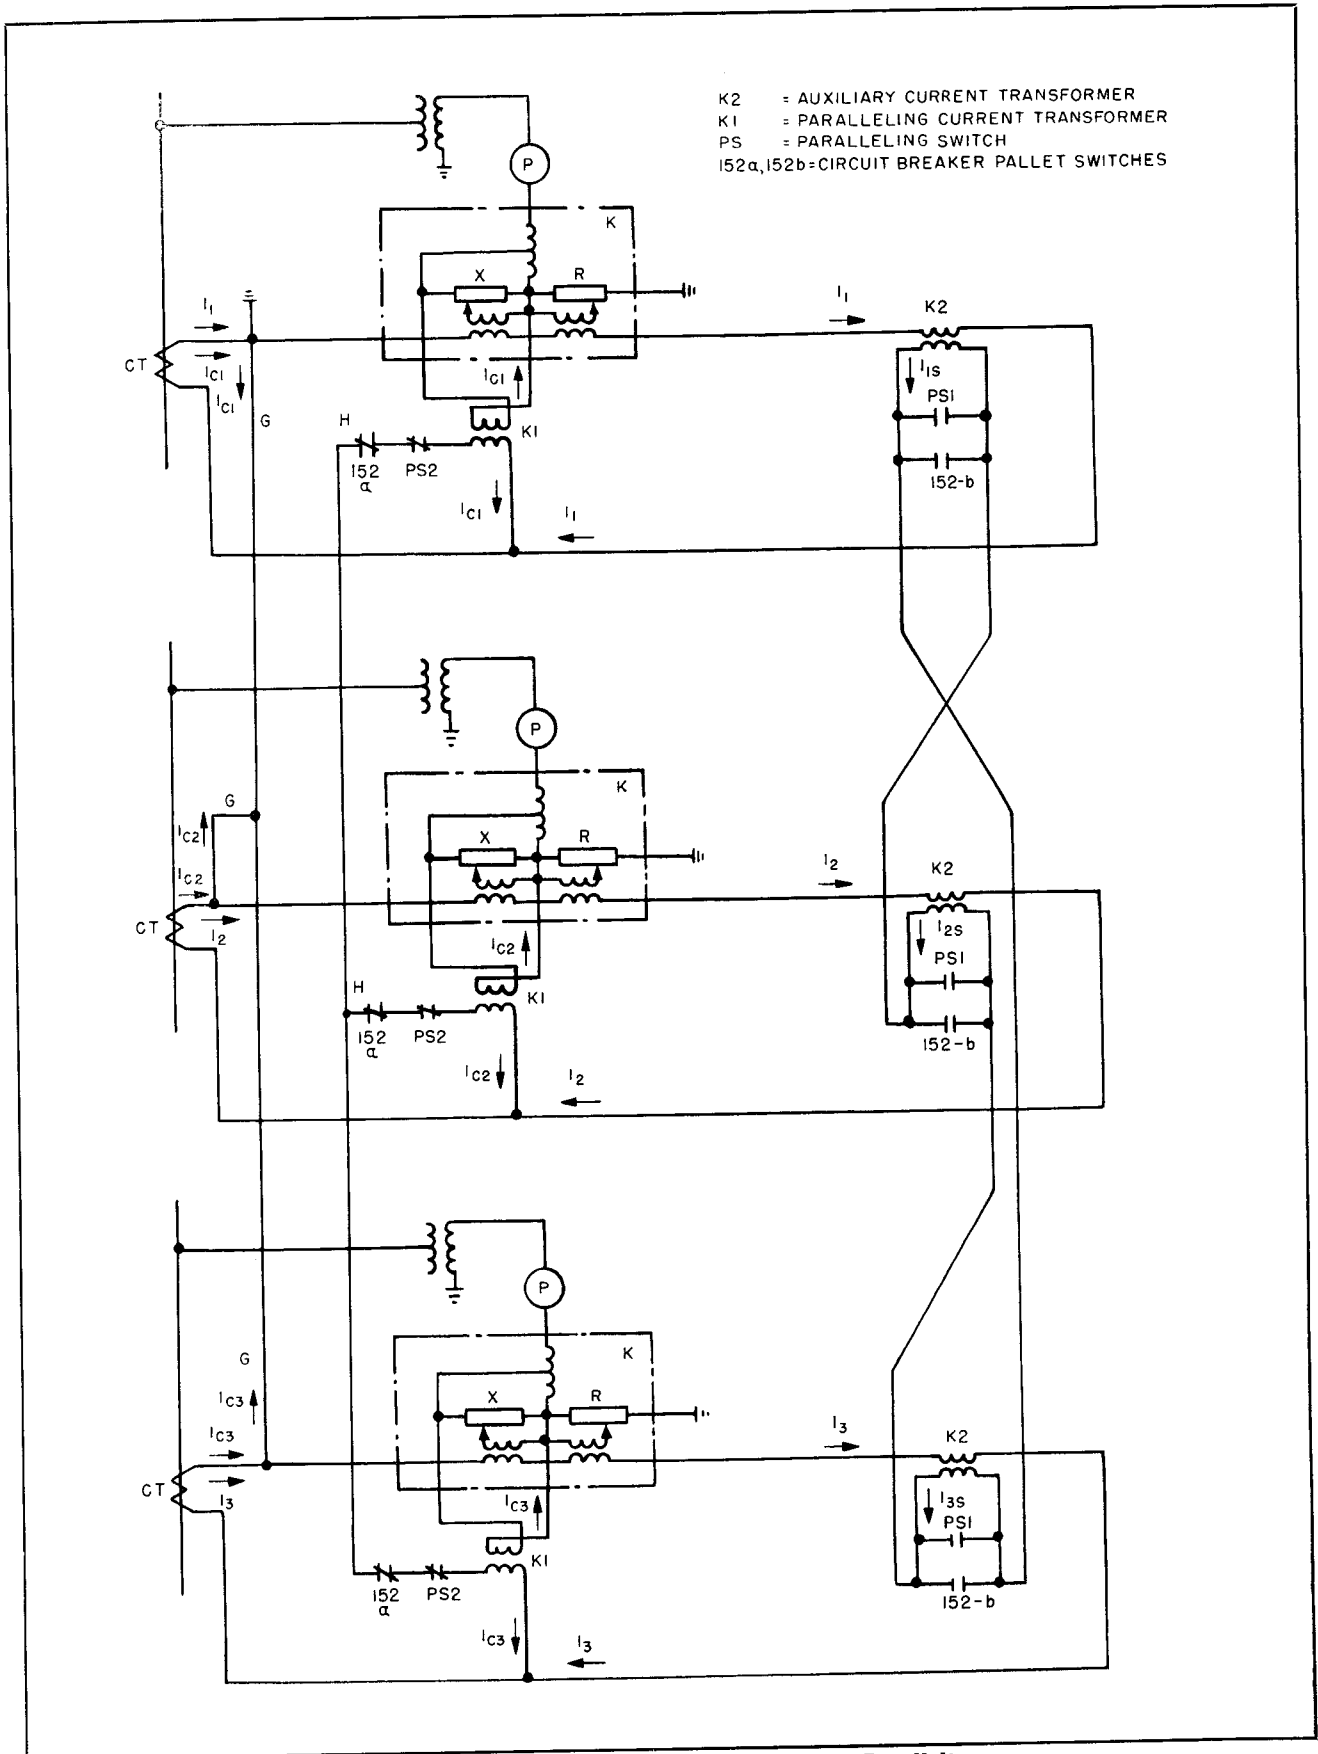 K2 = AUXILIARY CURRENT TRANSFORMER
K1 = PARALLELING CURRENT TRANSFORMER
PS = PARALLELING SWITCH
152a,152b=CIRCUIT BREAKER PALLET SWITCHES
P
K
X R
I1
I1
K2
CT
IC1
IC1
IC1
I1S
PS1
G
H
K1
152
a
PS2
152-b
IC1
I1
P
K
G
X R
IC2
IC2
I2
K2
CT
I2
IC2
I2S
PS1
H
K1
152
a
PS2
152-b
IC2
I2
P
K
G
X R
IC3
IC3
I3
K2
CT
I3
IC3
I3S
PS1
K1
152
a
PS2
152-b
IC3
I3